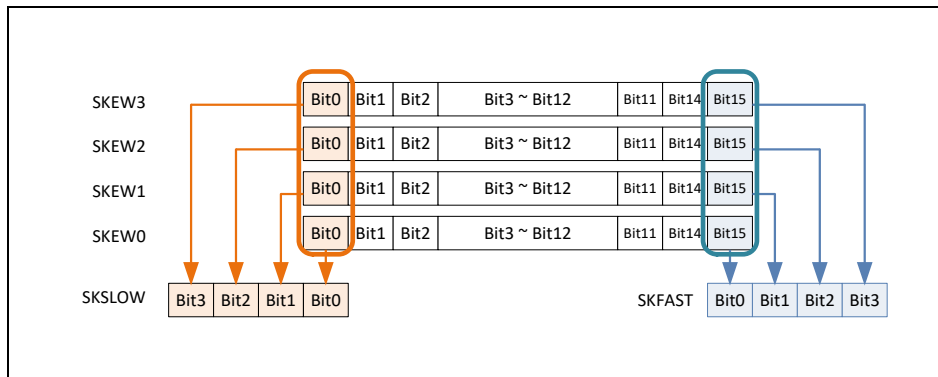 SKEW3 Bit0 Bit1 Bit2 Bit3 ~ Bit12 Bit11 Bit14 Bit15
SKEW2 Bit0 Bit1 Bit2 Bit3 ~ Bit12 Bit11 Bit14 Bit15
SKEW1 Bit0 Bit1 Bit2 Bit3 ~ Bit12 Bit11 Bit14 Bit15
SKEW0 Bit0 Bit1 Bit2 Bit3 ~ Bit12 Bit11 Bit14 Bit15
SKSLOW Bit3 Bit2 Bit1 Bit0 SKFAST Bit0 Bit1 Bit2 Bit3